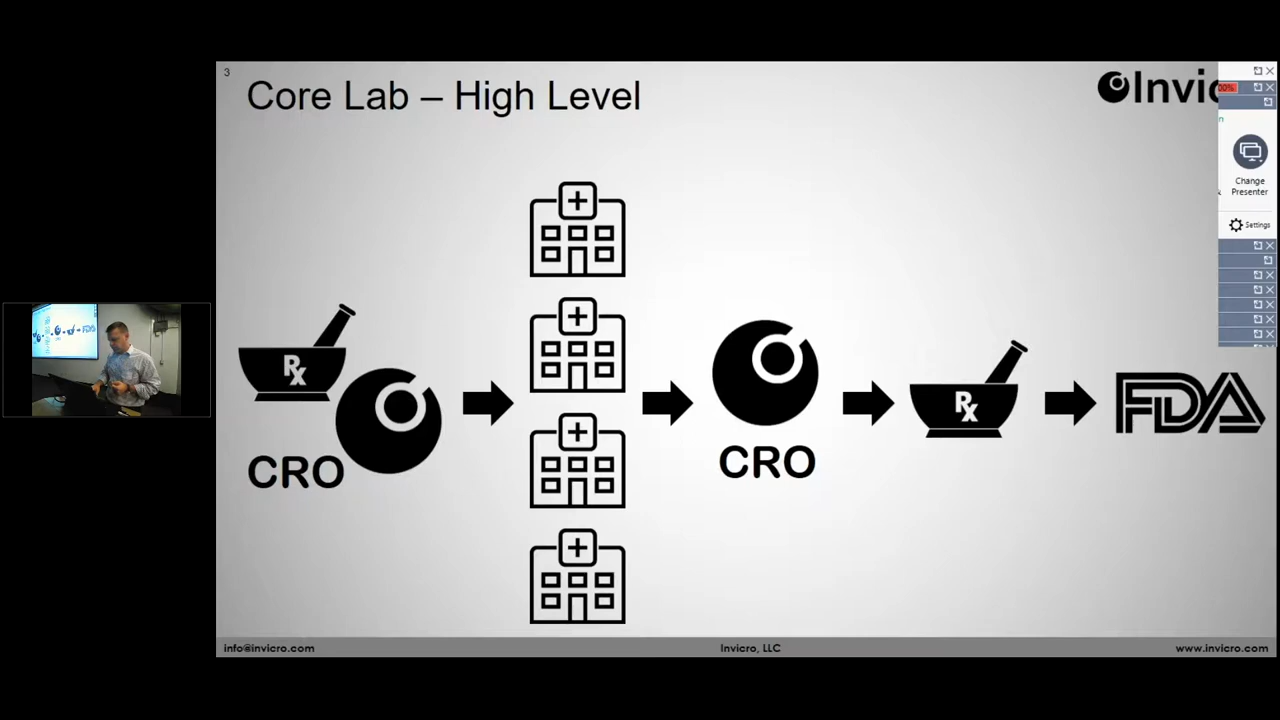 3
Core Lab – High Level
Invic
00%
n
Change
Presenter
Settings
Rx
CRO
CRO
Rx
FDA
info@invicro.com
Invicro, LLC
www.invicro.com